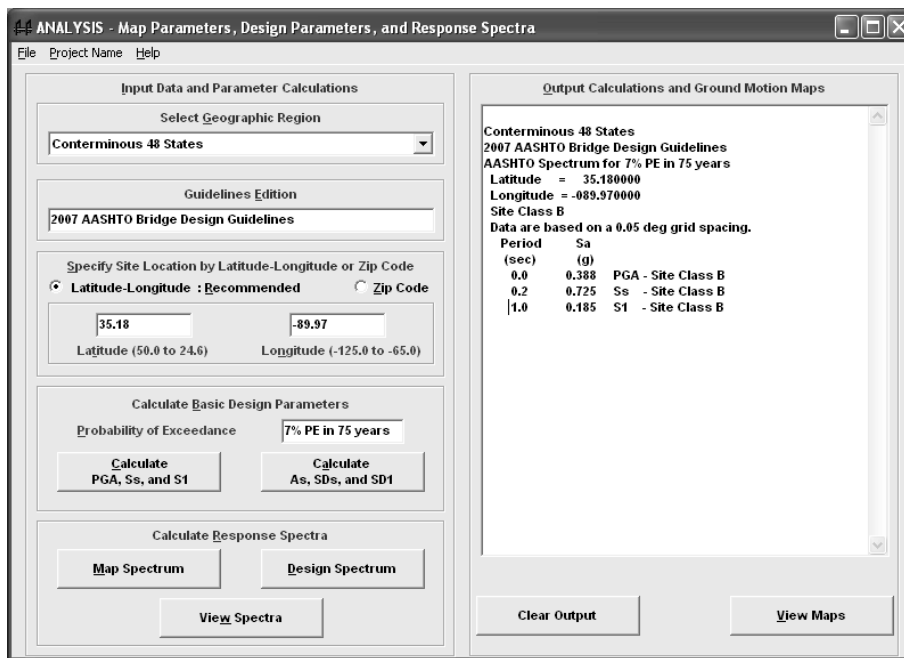 ANALYSIS - Map Parameters, Design Parameters, and Response Spectra
File Project Name Help
Input Data and Parameter Calculations
Select Geographic Region
Conterminous 48 States
Guidelines Edition
2007 AASHTO Bridge Design Guidelines
Specify Site Location by Latitude-Longitude or Zip Code
Latitude-Longitude : Recommended Zip Code
35.18 -89.97
Latitude (50.0 to 24.6) Longitude (-125.0 to -65.0)
Calculate Basic Design Parameters
Probability of Exceedance 7% PE in 75 years
Calculate
PGA, Ss, and S1
Calculate
As, SDs, and SD1
Calculate Response Spectra
Map Spectrum Design Spectrum
View Spectra
Output Calculations and Ground Motion Maps
Conterminous 48 States
2007 AASHTO Bridge Design Guidelines
AASHTO Spectrum for 7% PE in 75 years
Latitude = 35.180000
Longitude = -089.970000
Site Class B
Data are based on a 0.05 deg grid spacing.
Period Sa
(sec) (g)
0.0 0.388 PGA - Site Class B
0.2 0.725 Ss - Site Class B
1.0 0.185 S1 - Site Class B
Clear Output View Maps